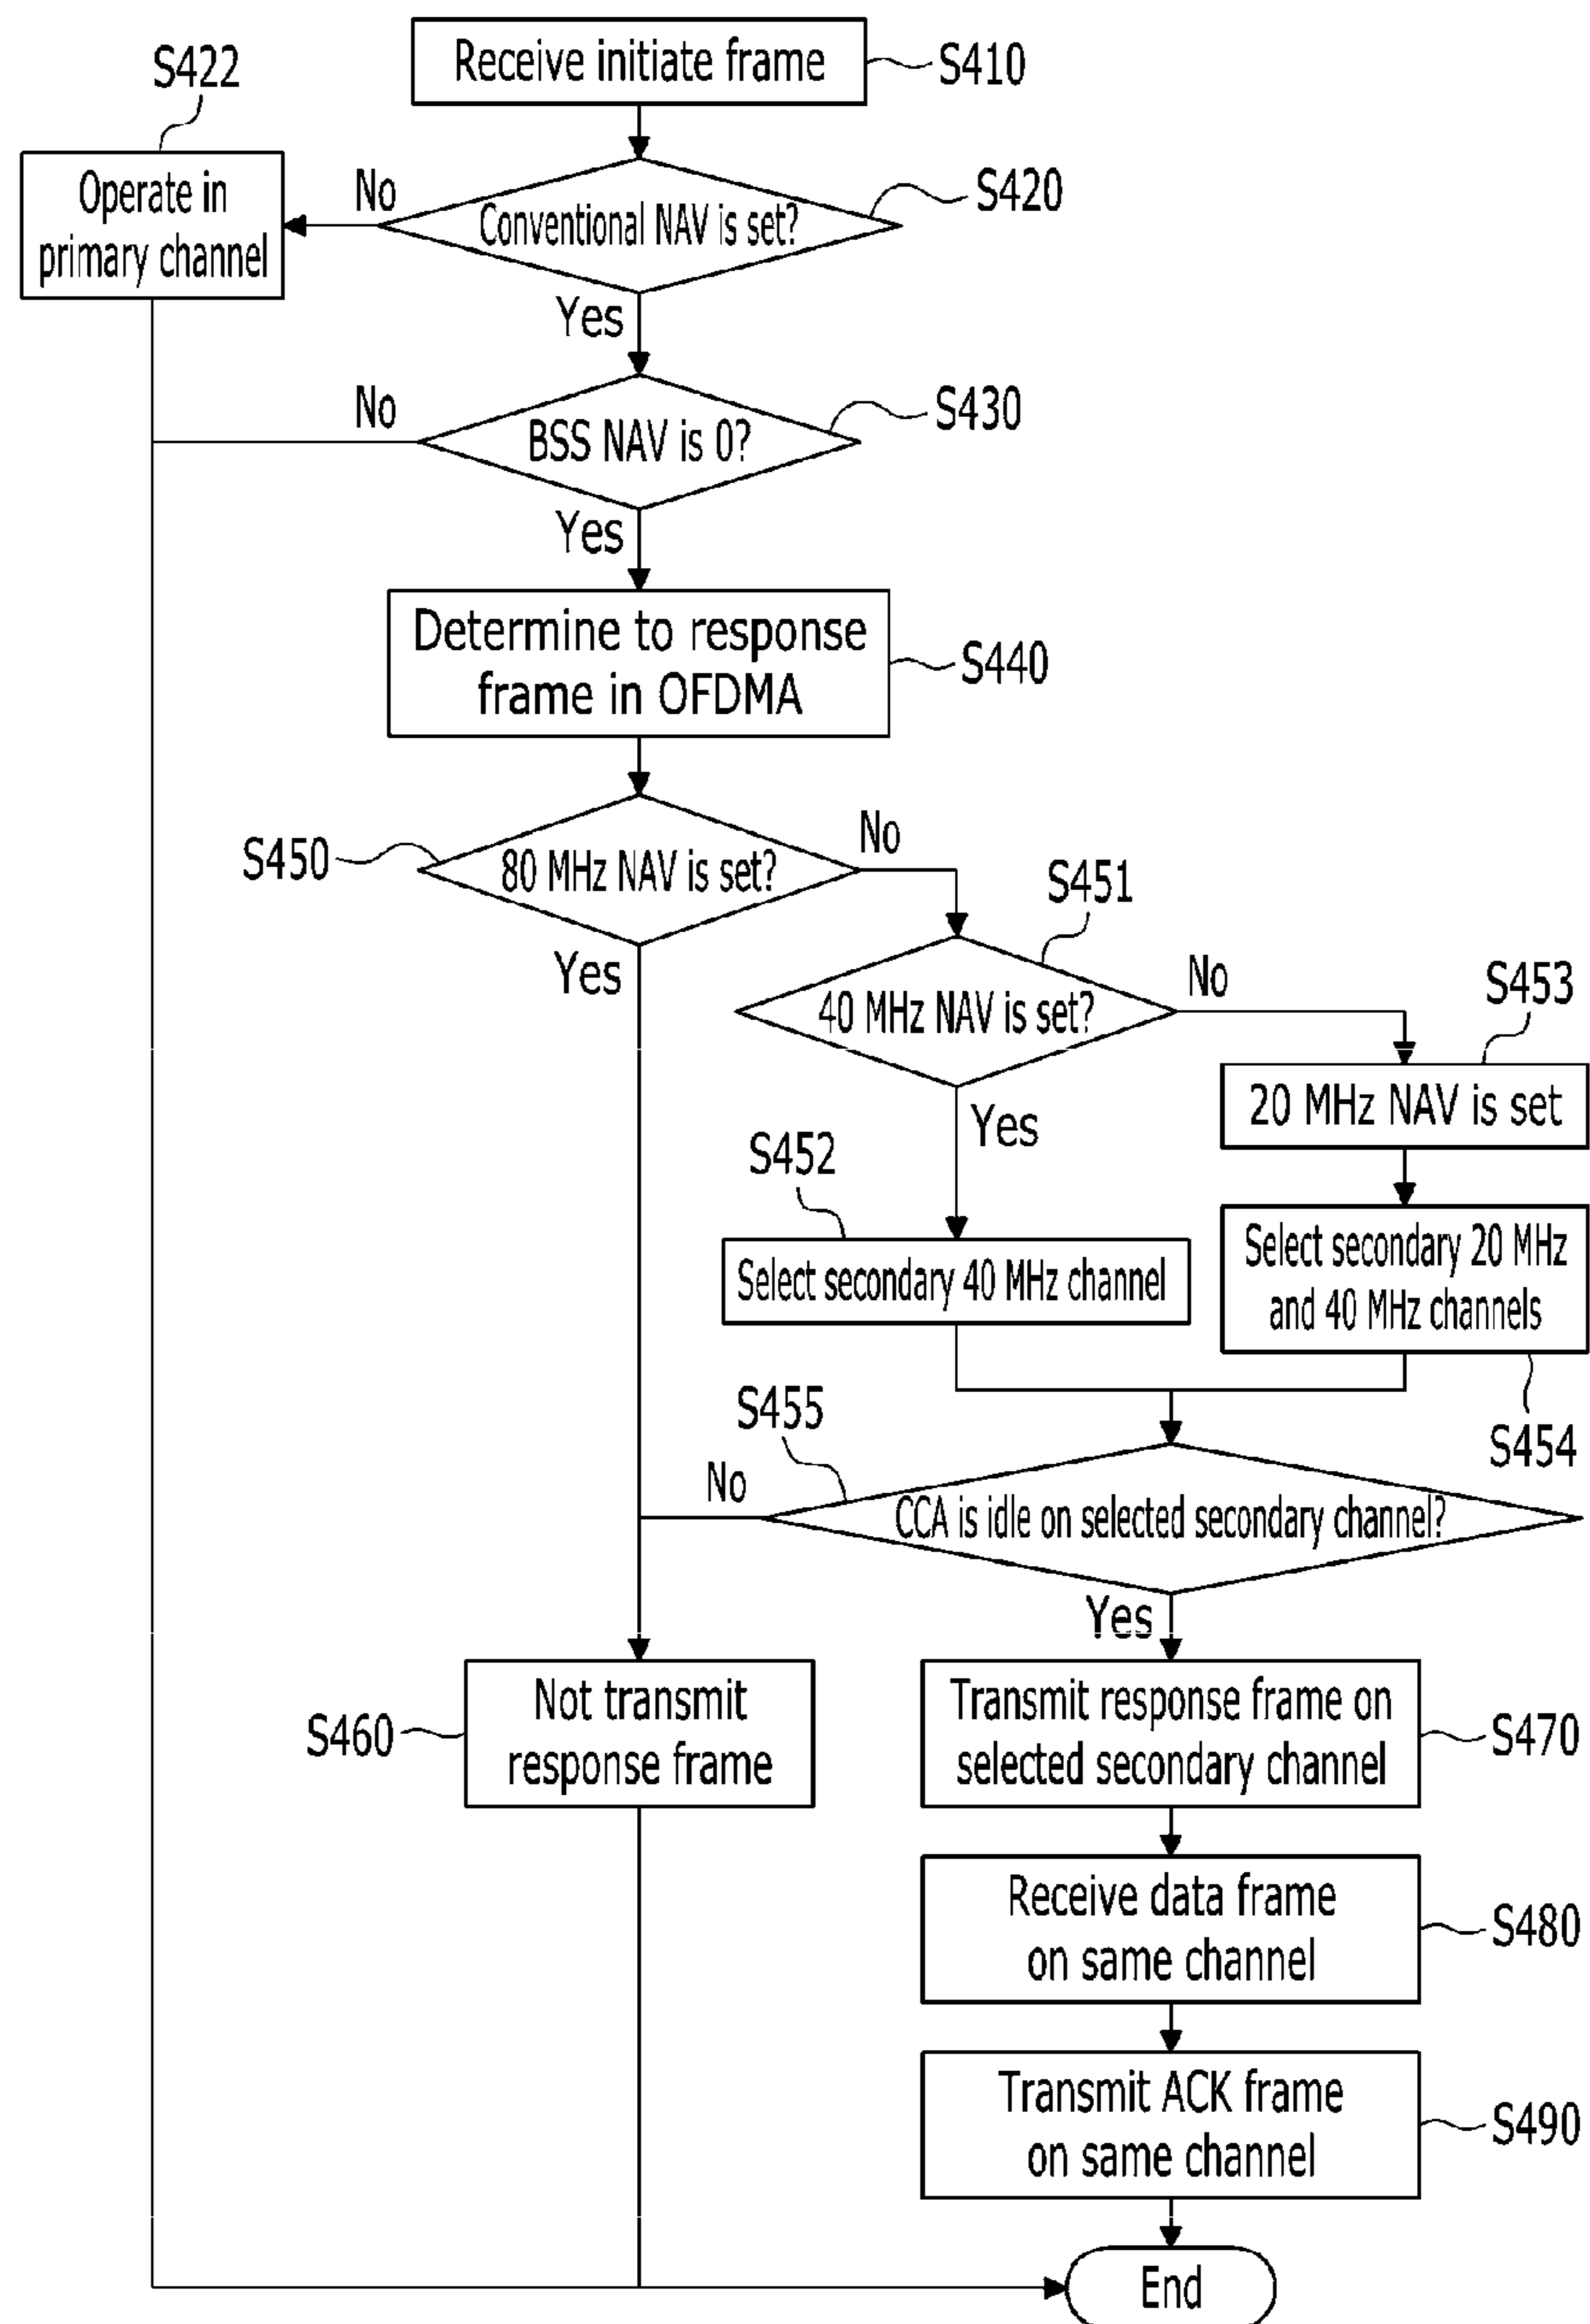 Receive initiate frame
S410
S422
Operate in
primary channel
No
Conventional NAV is set?
S420
Yes
No
BSS NAV is 0?
S430
Yes
Determine to response
frame in OFDMA
S440
S450
80 MHz NAV is set?
No
Yes
S451
40 MHz NAV is set?
No
Yes
S453
20 MHz NAV is set
S452
Select secondary 40 MHz channel
Select secondary 20 MHz
and 40 MHz channels
S454
S455
No
CCA is idle on selected secondary channel?
Yes
S460
Not transmit
response frame
Transmit response frame on
selected secondary channel
S470
Receive data frame
on same channel
S480
Transmit ACK frame
on same channel
S490
End